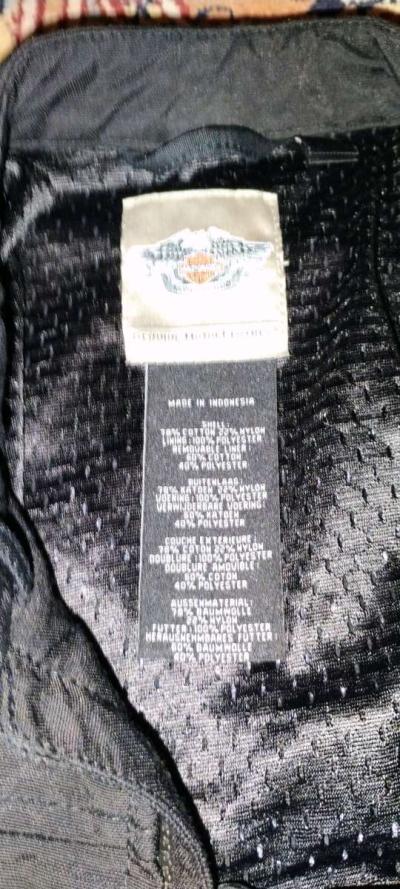 MADE IN INDONESIA
SHELL:
78% COTTON 22% NYLON
LINING: 100% POLYESTER
REMOVABLE LINER:
60% COTTON
40% POLYESTER
BUITENLAAG:
78% KATOEN 22% NYLON
VOERING: 100% POLYESTER
VERWIJDERBARE VOERING:
60% KATOEN
40% POLYESTER
COUCHE EXTERIEURE:
78% COTON 22% NYLON
DOUBLURE: 100% POLYESTER
DOUBLURE AMOVIBLE:
60% COTON
40% POLYESTER
AUSSENMATERIAL:
78% BAUMWOLLE
22% NYLON
FUTTER: 100% POLYESTER
HERAUSNEHMBARES FUTTER:
60% BAUMWOLLE
40% POLYESTER